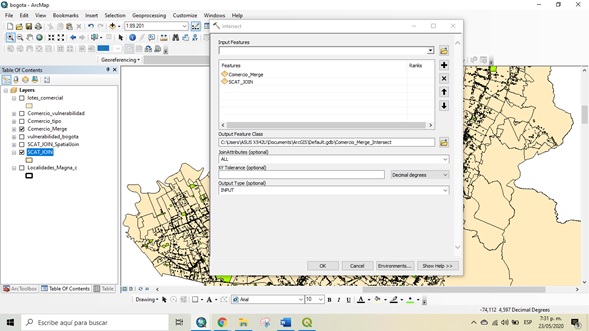 bogota - ArcMap
File Edit View Bookmarks Insert Selection Geoprocessing Customize Windows Help
1:89.201
Georeferencing
Table Of Contents
Layers
lotes_comercial
Comercio_vulnerabilidad
Comercio_tipo
Comercio_Merge
vulnerabilidad_bogota
SCAT_JOIN_SpatialJoin
SCAT_JOIN
Localidades_Magna_c
ArcToolbox Table Of Contents Table
Intersect
Input Features
Features Ranks
Comercio_Merge
SCAT_JOIN
Output Feature Class
C:\Users\ASUS X542U\Documents\ArcGIS\Default.gdb\Comercio_Merge_Intersect
JoinAttributes (optional)
ALL
XY Tolerance (optional)
Decimal degrees
Output Type (optional)
INPUT
OK Cancel Environments... Show Help >>
Drawing Arial 10 B I U A
-74,112 4,597 Decimal Degrees
Escribe aquí para buscar
ESP
7:31 p. m.
23/05/2020